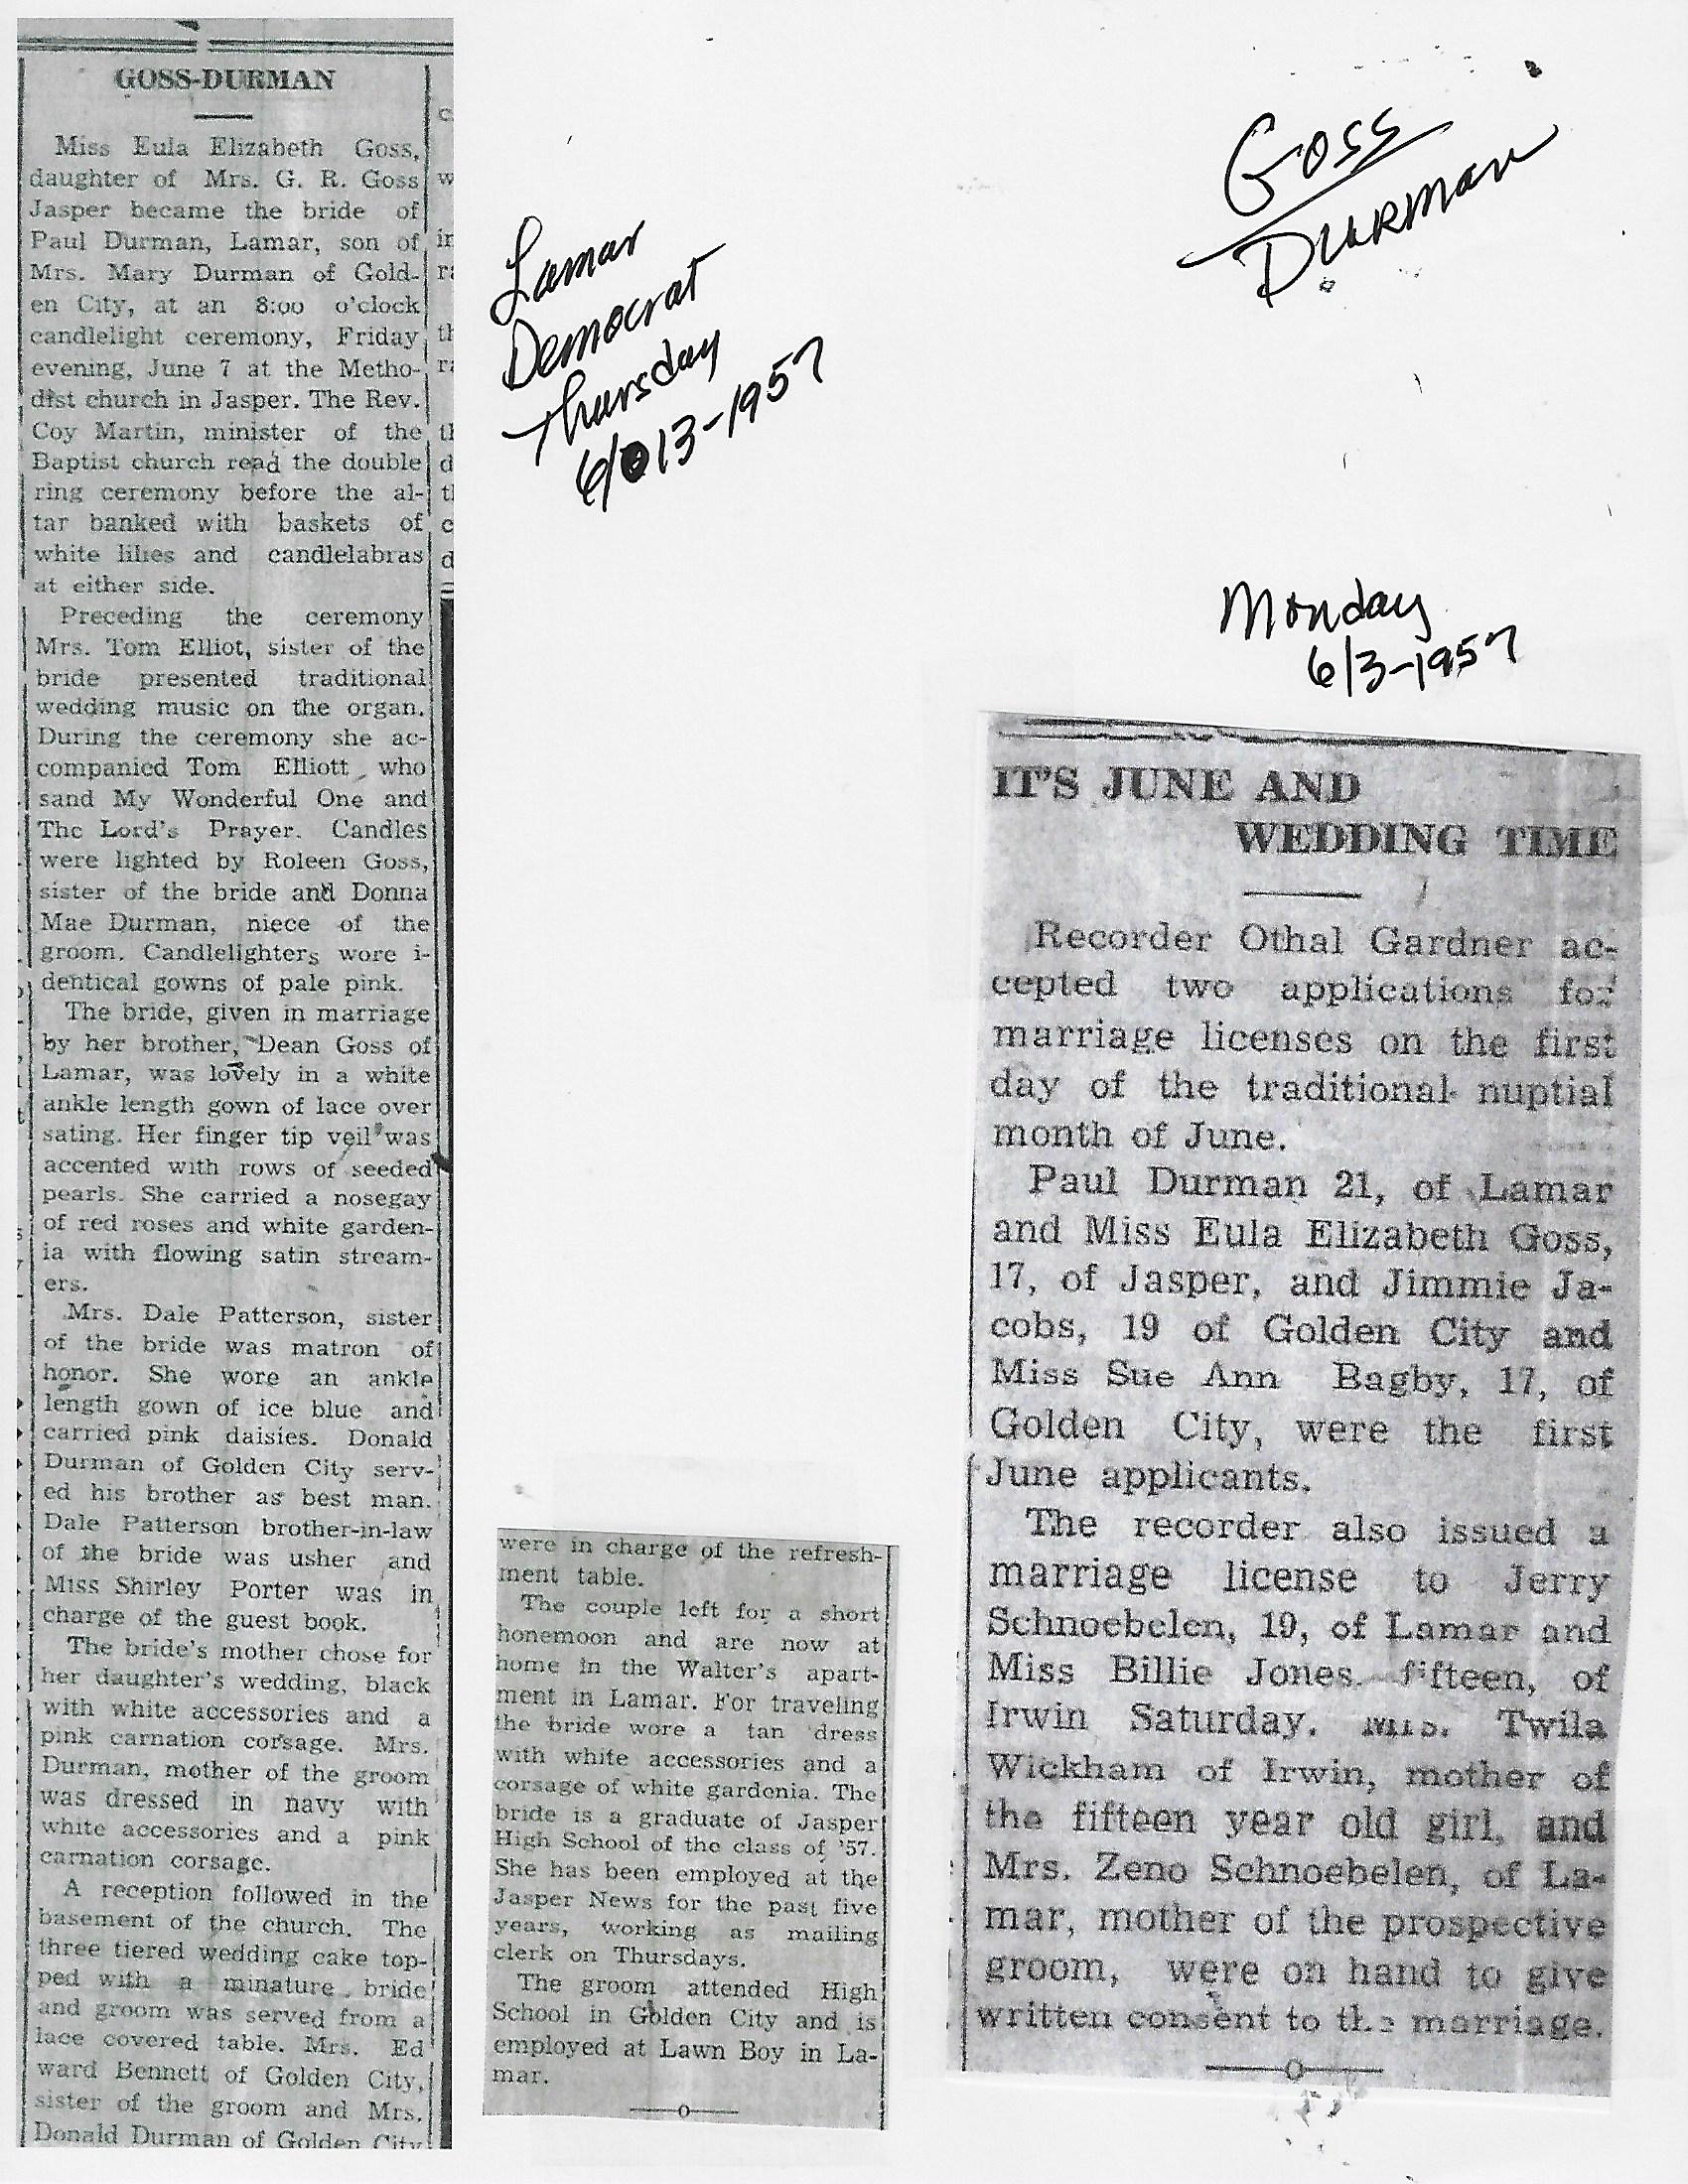 GOSS-DURMAN
Miss Eula Elizabeth Goss,
daughter of Mrs. G. R. Goss
Jasper became the bride of
Paul Durman, Lamar, son of
Mrs. Mary Durman of Gold-
en City, at an 8:00 o'clock
candlelight ceremony, Friday
evening, June 7 at the Metho-
dist church in Jasper. The Rev.
Coy Martin, minister of the
Baptist church read the double
ring ceremony before the al-
tar banked with baskets of
white lilies and candlelabras
at either side.
Preceding the ceremony
Mrs. Tom Elliot, sister of the
bride presented traditional
wedding music on the organ.
During the ceremony she ac-
companied Tom Elliott who
sand My Wonderful One and
The Lord's Prayer. Candles
were lighted by Roleen Goss,
sister of the bride and Donna
Mae Durman, niece of the
groom. Candlelighters wore i-
dentical gowns of pale pink.
The bride, given in marriage
by her brother, Dean Goss of
Lamar, was lovely in a white
ankle length gown of lace over
sating. Her finger tip veil was
accented with rows of seeded
pearls. She carried a nosegay
of red roses and white garden-
ia with flowing satin stream-
ers.
Mrs. Dale Patterson, sister
of the bride was matron of
honor. She wore an ankle
length gown of ice blue and
carried pink daisies. Donald
Durman of Golden City serv-
ed his brother as best man.
Dale Patterson brother-in-law
of the bride was usher and
Miss Shirley Porter was in
charge of the guest book.
The bride's mother chose for
her daughter's wedding, black
with white accessories and a
pink carnation corsage. Mrs.
Durman, mother of the groom
was dressed in navy with
white accessories and a pink
carnation corsage.
A reception followed in the
basement of the church. The
three tiered wedding cake top-
ped with a minature bride
and groom was served from a
lace covered table. Mrs. Ed
ward Bennett of Golden City,
sister of the groom and Mrs.
Donald Durman of Golden City
were in charge of the refresh-
ment table.
The couple left for a short
honemoon and are now at
home in the Walter's apart-
ment in Lamar. For traveling
the bride wore a tan dress
with white accessories and a
corsage of white gardenia. The
bride is a graduate of Jasper
High School of the class of '57.
She has been employed at the
Jasper News for the past five
years, working as mailing
clerk on Thursdays.
The groom attended High
School in Golden City and is
employed at Lawn Boy in La-
mar.
Lamar
Democrat
Thursday
6/13-1957
Goss
Durman
Monday
6/3-1957
IT'S JUNE AND
WEDDING TIME
Recorder Othal Gardner ac-
cepted two applications for
marriage licenses on the first
day of the traditional nuptial
month of June.
Paul Durman 21, of Lamar
and Miss Eula Elizabeth Goss,
17, of Jasper, and Jimmie Ja-
cobs, 19 of Golden City and
Miss Sue Ann Bagby, 17, of
Golden City, were the first
June applicants.
The recorder also issued a
marriage license to Jerry
Schnoebelen, 19, of Lamar and
Miss Billie Jones fifteen, of
Irwin Saturday. Mrs. Twila
Wickham of Irwin, mother of
the fifteen year old girl, and
Mrs. Zeno Schnoebelen, of La-
mar, mother of the prospective
groom, were on hand to give
written consent to the marriage.